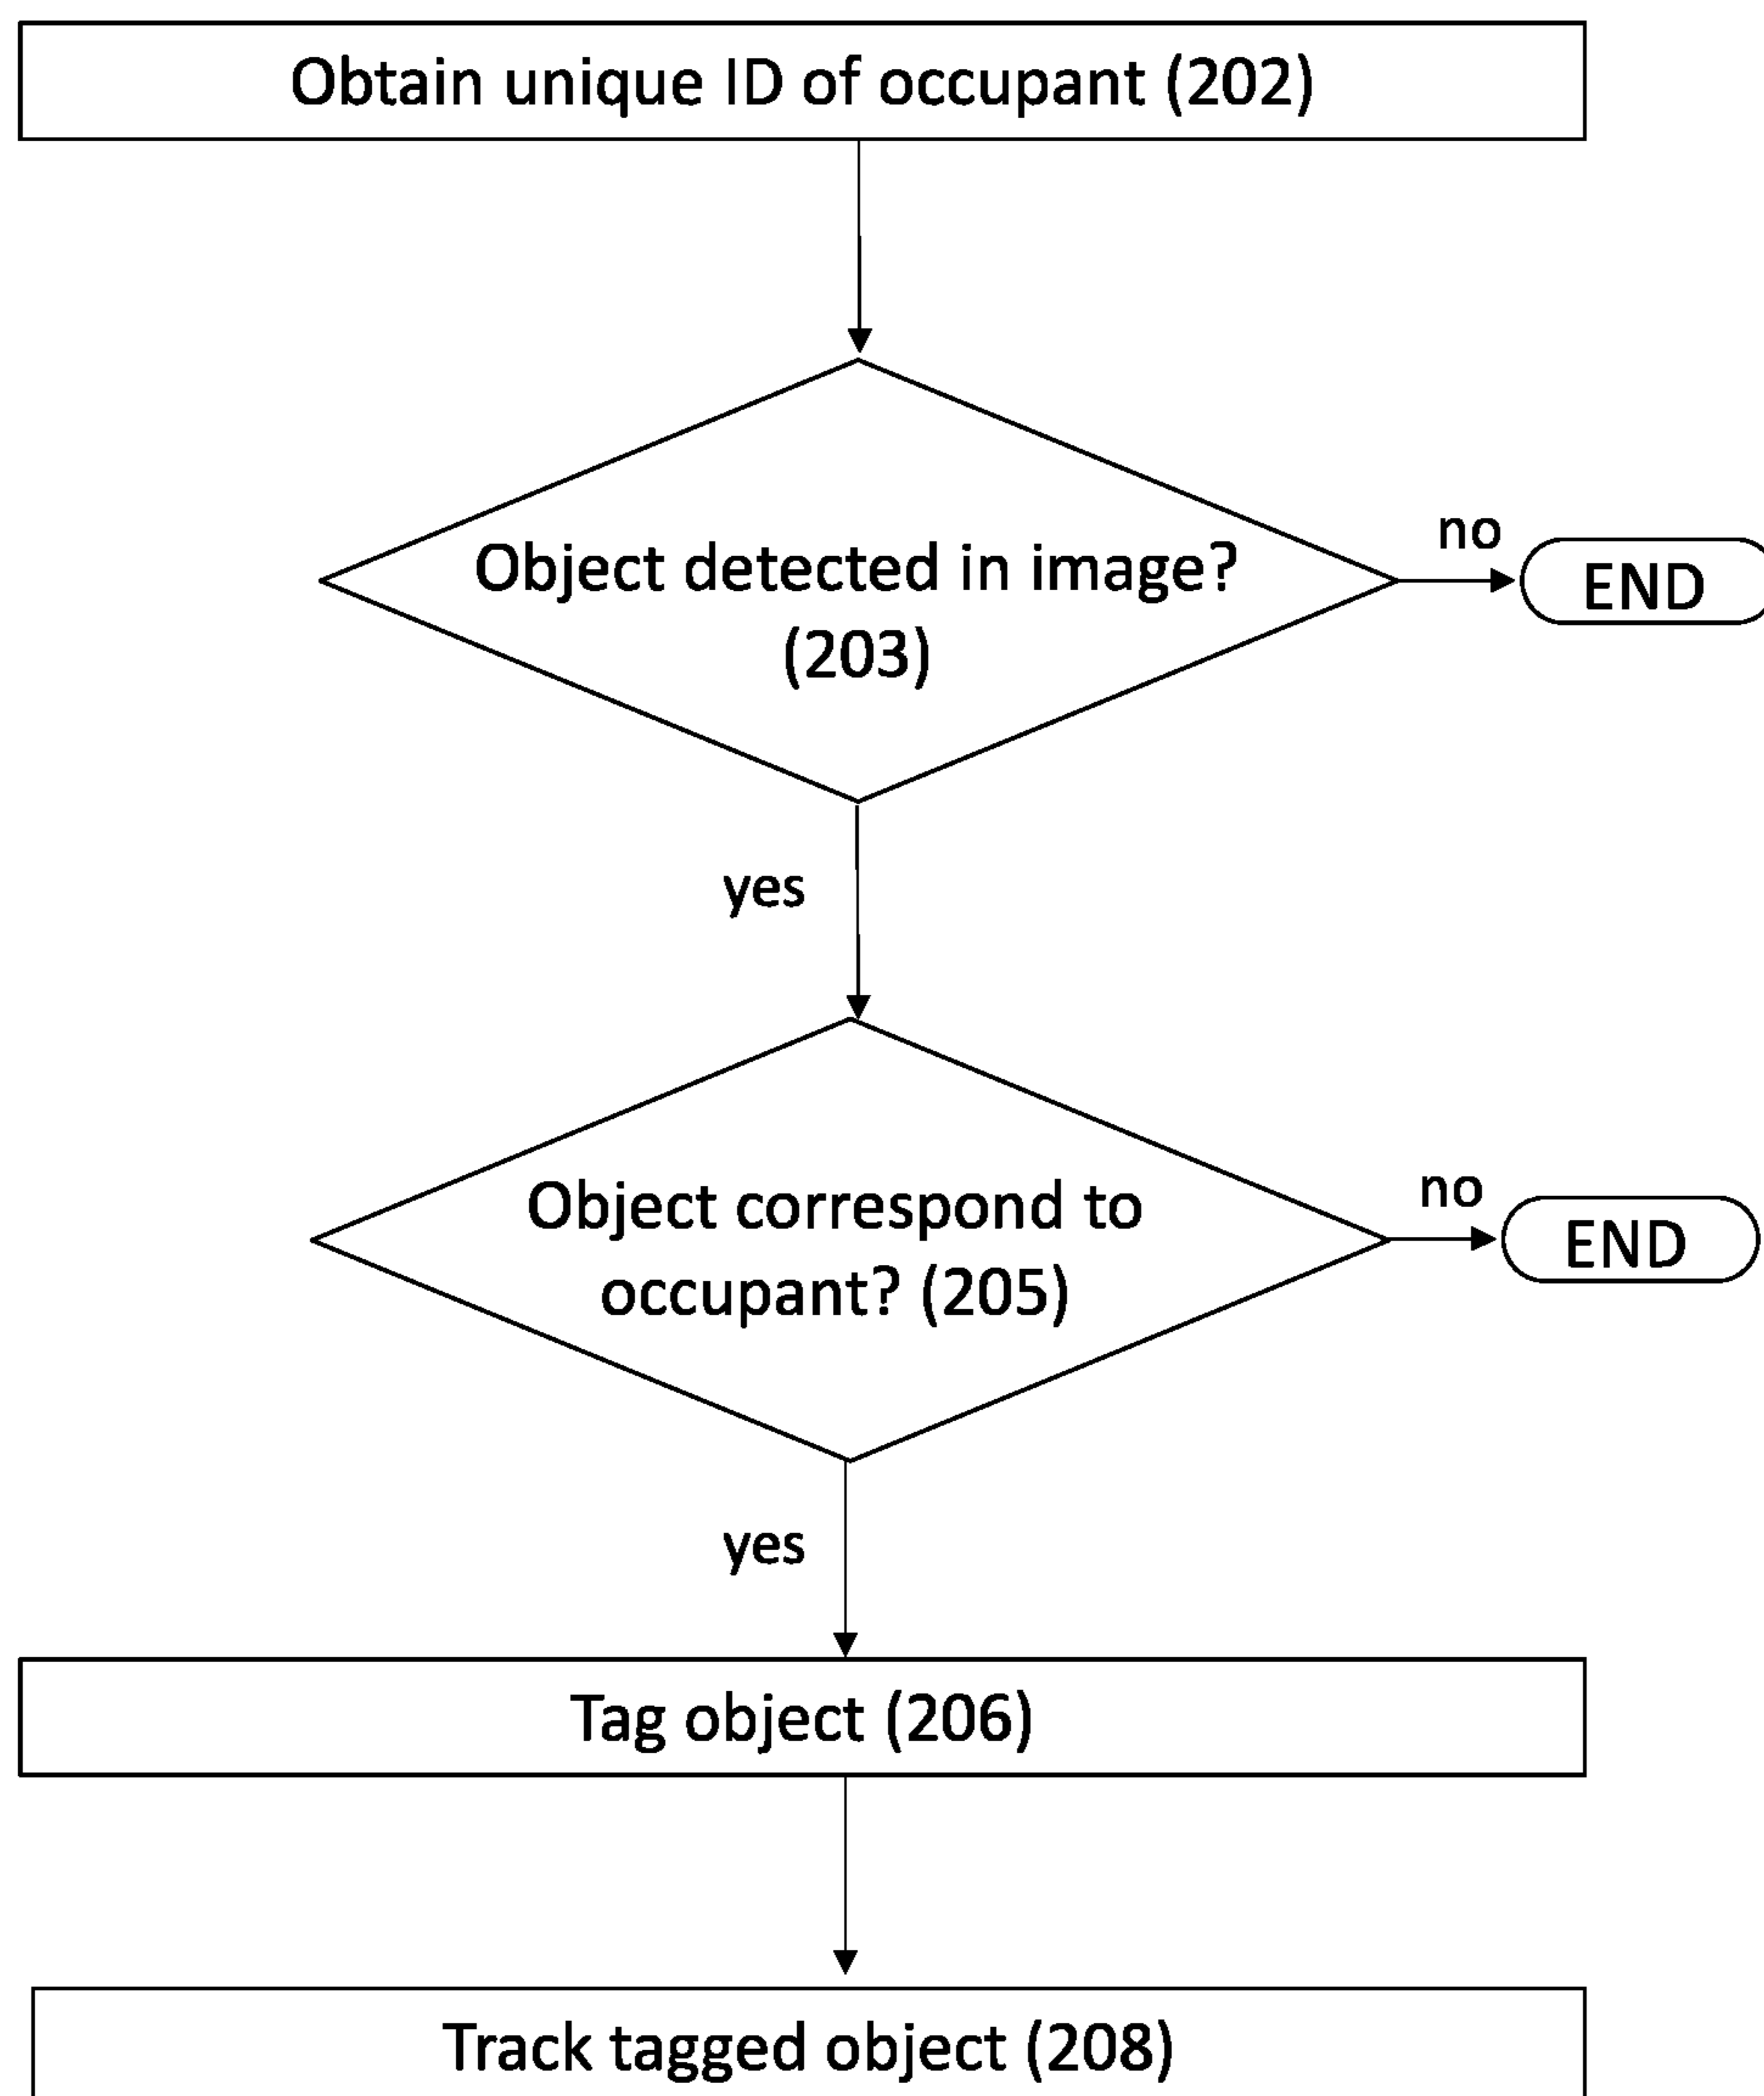 Obtain unique ID of occupant (202)
Object detected in image?
(203)
no
END
yes
Object correspond to
occupant? (205)
no
END
yes
Tag object (206)
Track tagged object (208)